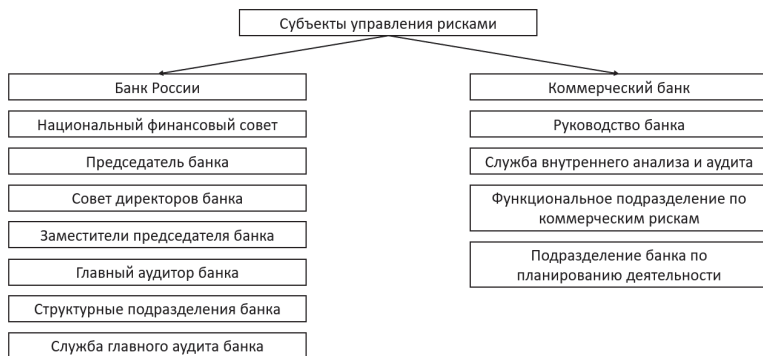 Субъекты управления рисками
Банк России
Национальный финансовый совет
Председатель банка
Совет директоров банка
Заместители председателя банка
Главный аудитор банка
Структурные подразделения банка
Служба главного аудита банка
Коммерческий банк
Руководство банка
Служба внутреннего анализа и аудита
Функциональное подразделение по
коммерческим рискам
Подразделение банка по
планированию деятельности